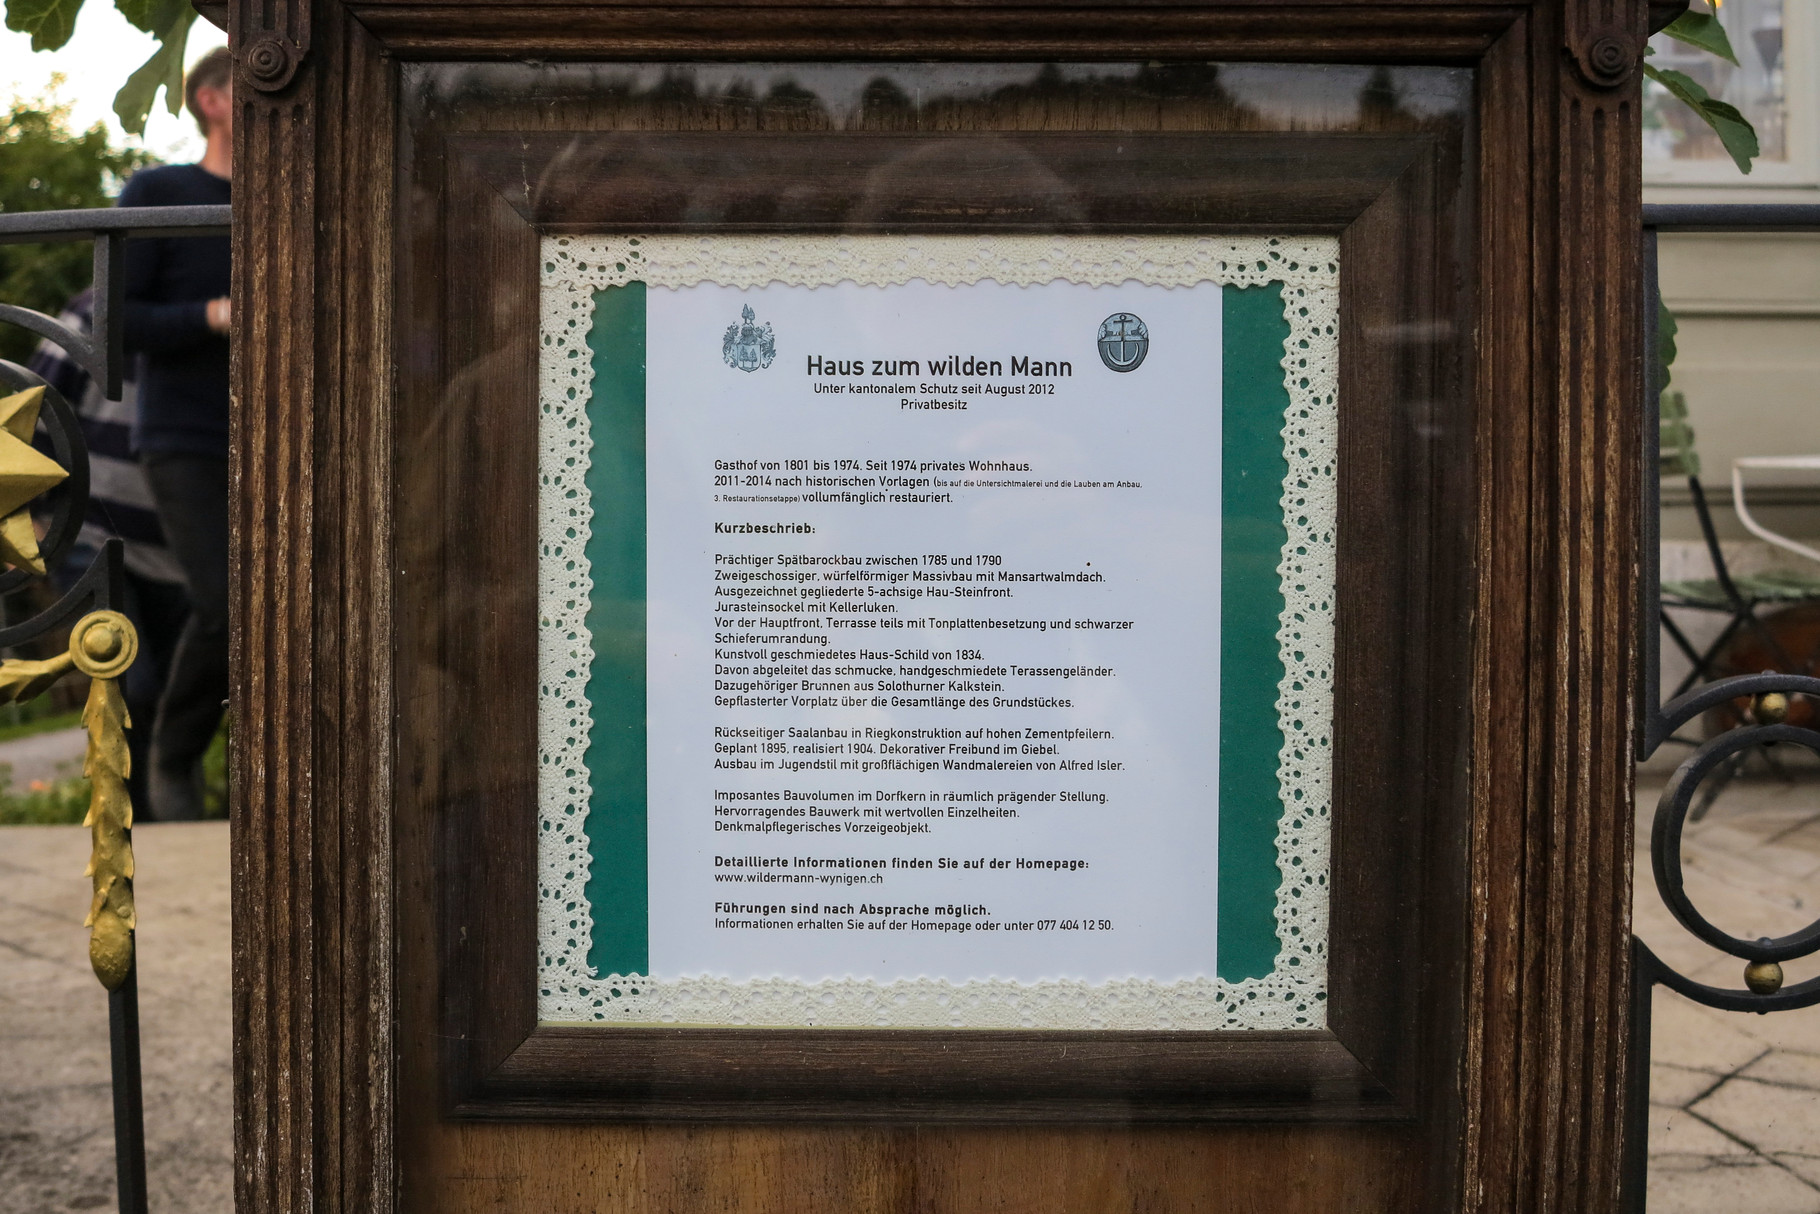 Haus zum wilden Mann
Unter kantonalem Schutz seit August 2012
Privatbesitz
Gasthof von 1801 bis 1974. Seit 1974 privates Wohnhaus.
2011-2014 nach historischen Vorlagen (bis auf die Untersichtmalerei und die Lauben am Anbau,
3. Restaurationsetappe) vollumfänglich restauriert.
Kurzbeschrieb:
Prächtiger Spätbarockbau zwischen 1785 und 1790
Zweigeschossiger, würfelförmiger Massivbau mit Mansartwalmdach.
Ausgezeichnet gegliederte 5-achsige Hau-Steinfront.
Jurasteinsockel mit Kellerluken.
Vor der Hauptfront, Terrasse teils mit Tonplattenbesetzung und schwarzer
Schieferumrandung.
Kunstvoll geschmiedetes Haus-Schild von 1834.
Davon abgeleitet das schmucke, handgeschmiedete Terassengeländer.
Dazugehöriger Brunnen aus Solothurner Kalkstein.
Gepflasterter Vorplatz über die Gesamtlänge des Grundstückes.
Rückseitiger Saalanbau in Riegkonstruktion auf hohen Zementpfeilern.
Geplant 1895, realisiert 1904. Dekorativer Freibund im Giebel.
Ausbau im Jugendstil mit großflächigen Wandmalereien von Alfred Isler.
Imposantes Bauvolumen im Dorfkern in räumlich prägender Stellung.
Hervorragendes Bauwerk mit wertvollen Einzelheiten.
Denkmalpflegerisches Vorzeigeobjekt.
Detaillierte Informationen finden Sie auf der Homepage:
www.wildermann-wynigen.ch
Führungen sind nach Absprache möglich.
Informationen erhalten Sie auf der Homepage oder unter 077 404 12 50.